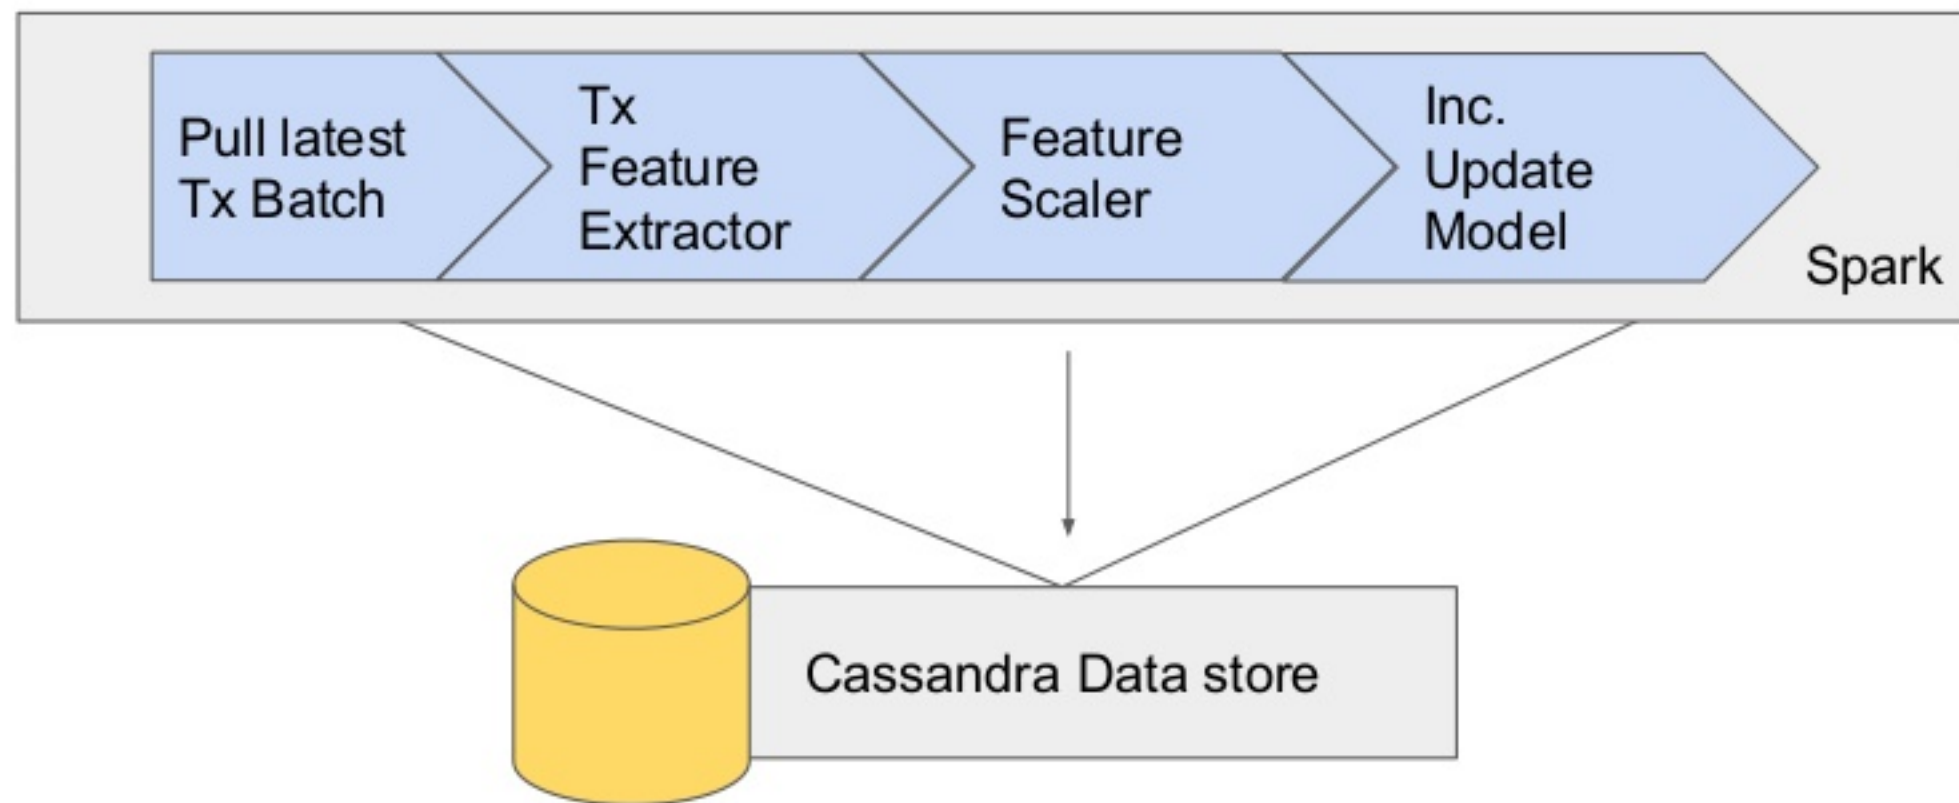 Pull latest
Tx Batch
Tx
Feature
Extractor
Feature
Scaler
Inc.
Update
Model
Spark
Cassandra Data store